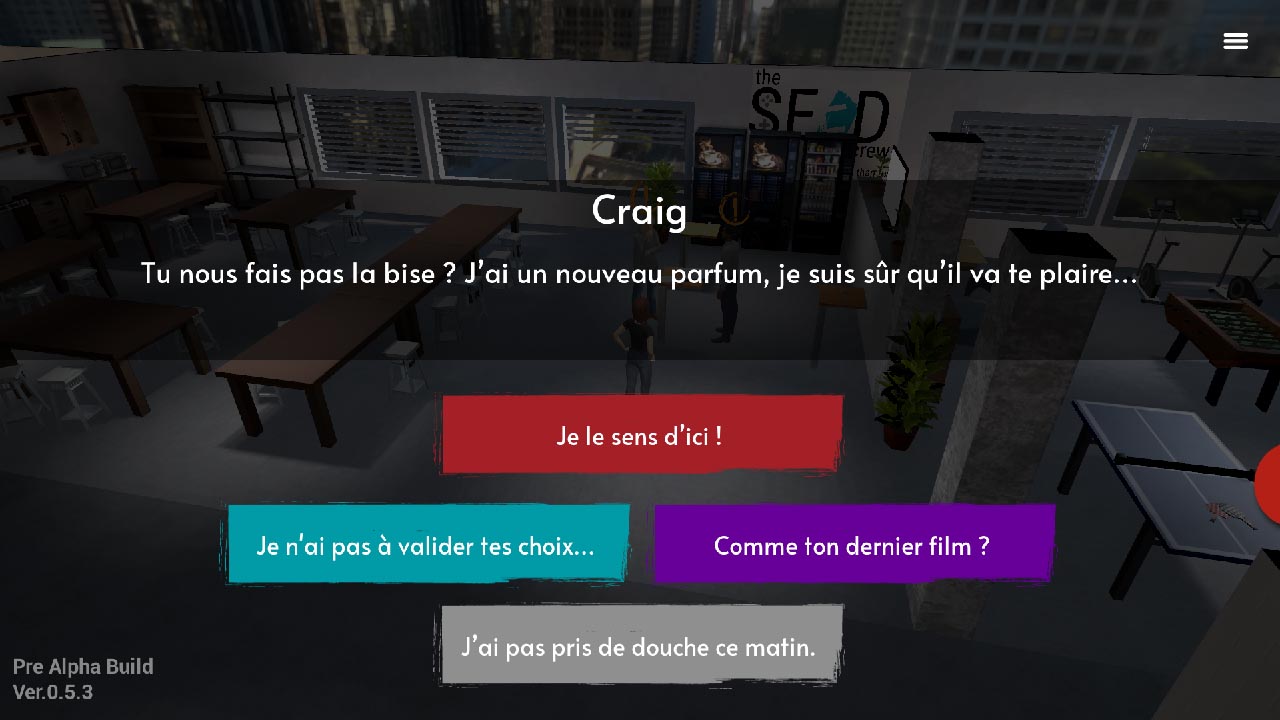 the
SEED
crew
Craig
Tu nous fais pas la bise ? J’ai un nouveau parfum, je suis sûr qu’il va te plaire…
Je le sens d’ici !
Je n’ai pas à valider tes choix…
Comme ton dernier film ?
J’ai pas pris de douche ce matin.
Pre Alpha Build
Ver.0.5.3